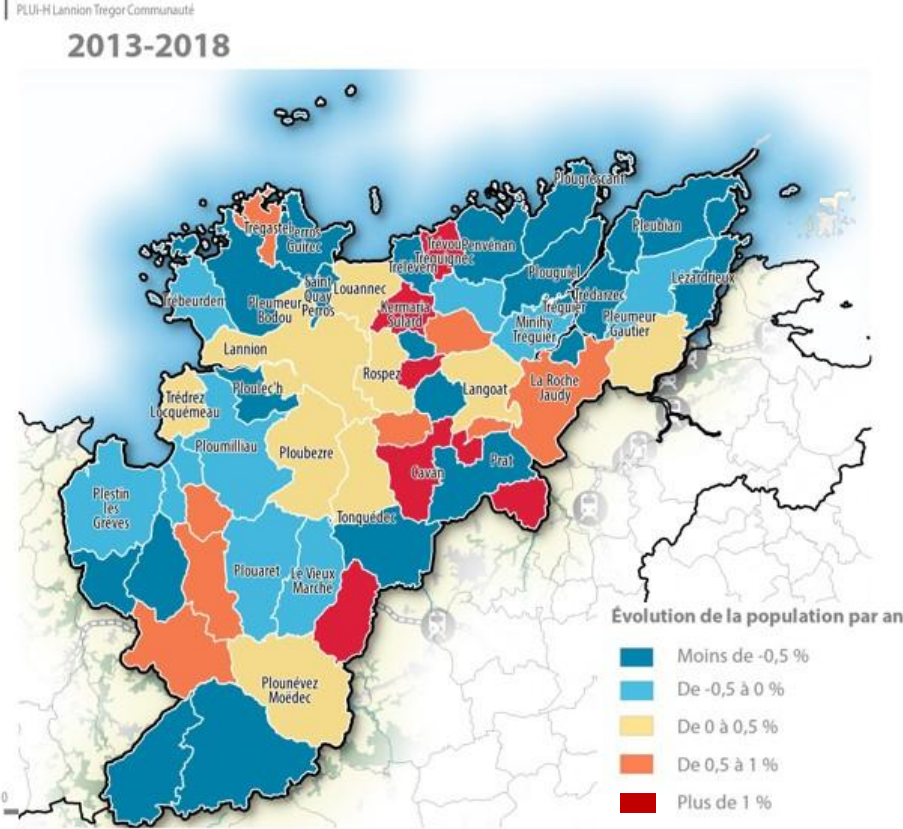 PLUi-H Lannion Tregor Communauté
2013-2018
Plougrescant
Trégastel
Perros
Guirec
Pleubian
Trévou
Tréguignec
Penvénan
Trélévern
Plouguiel
Lézardrieux
Trébeurden
Pleumeur
Bodou
Saint
Quay
Perros
Louannec
Kermaria
Sulard
Trédarzec
Tréguier
Minihy
Tréguier
Pleumeur
Gautier
Lannion
Rospez
Langoat
La Roche
Jaudy
Trédrez
Locquémeau
Ploulec'h
Ploumilliau
Ploubezre
Cavan
Prat
Plestin
les
Grèves
Tonquédec
Plouaret
Le Vieux
Marché
Plounévez
Moëdec
Évolution de la population par an
Moins de -0,5 %
De -0,5 à 0 %
De 0 à 0,5 %
De 0,5 à 1 %
Plus de 1 %
0